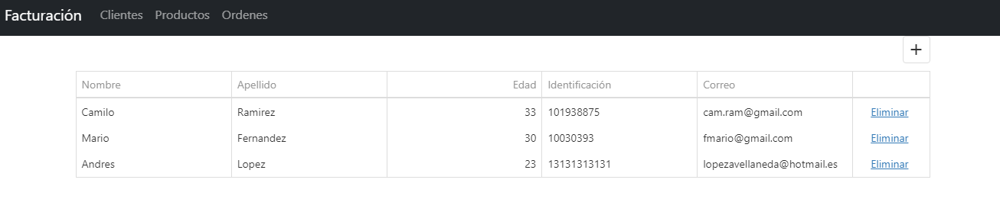 Facturación Clientes Productos Ordenes
+
Nombre Apellido Edad Identificación Correo
Camilo Ramirez 33 101938875 cam.ram@gmail.com Eliminar
Mario Fernandez 30 10030393 fmario@gmail.com Eliminar
Andres Lopez 23 13131313131 lopezavellaneda@hotmail.es Eliminar